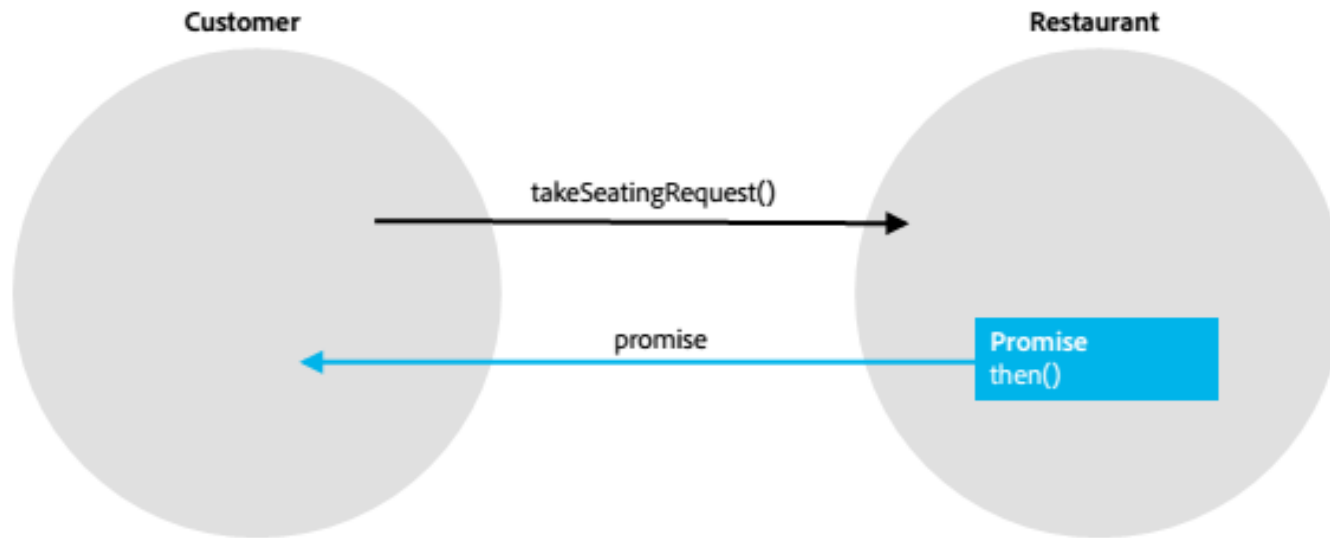 Customer
Restaurant
takeSeatingRequest()
promise
Promise
then()